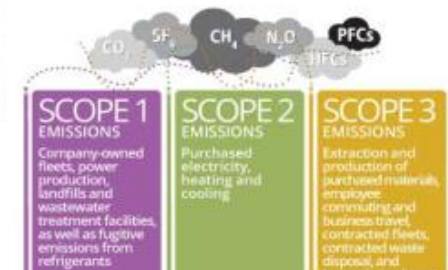 CO₂ SF₆ CH₄ N₂O HFCs PFCs
SCOPE 1
EMISSIONS
Company-owned
fleets, power
production,
landfills and
wastewater
treatment facilities,
as well as fugitive
emissions from
refrigerants
SCOPE 2
EMISSIONS
Purchased
electricity,
heating and
cooling
SCOPE 3
EMISSIONS
Extraction and
production of
purchased materials,
employee
commuting and
business travel,
contracted fleets,
contracted waste
disposal, and